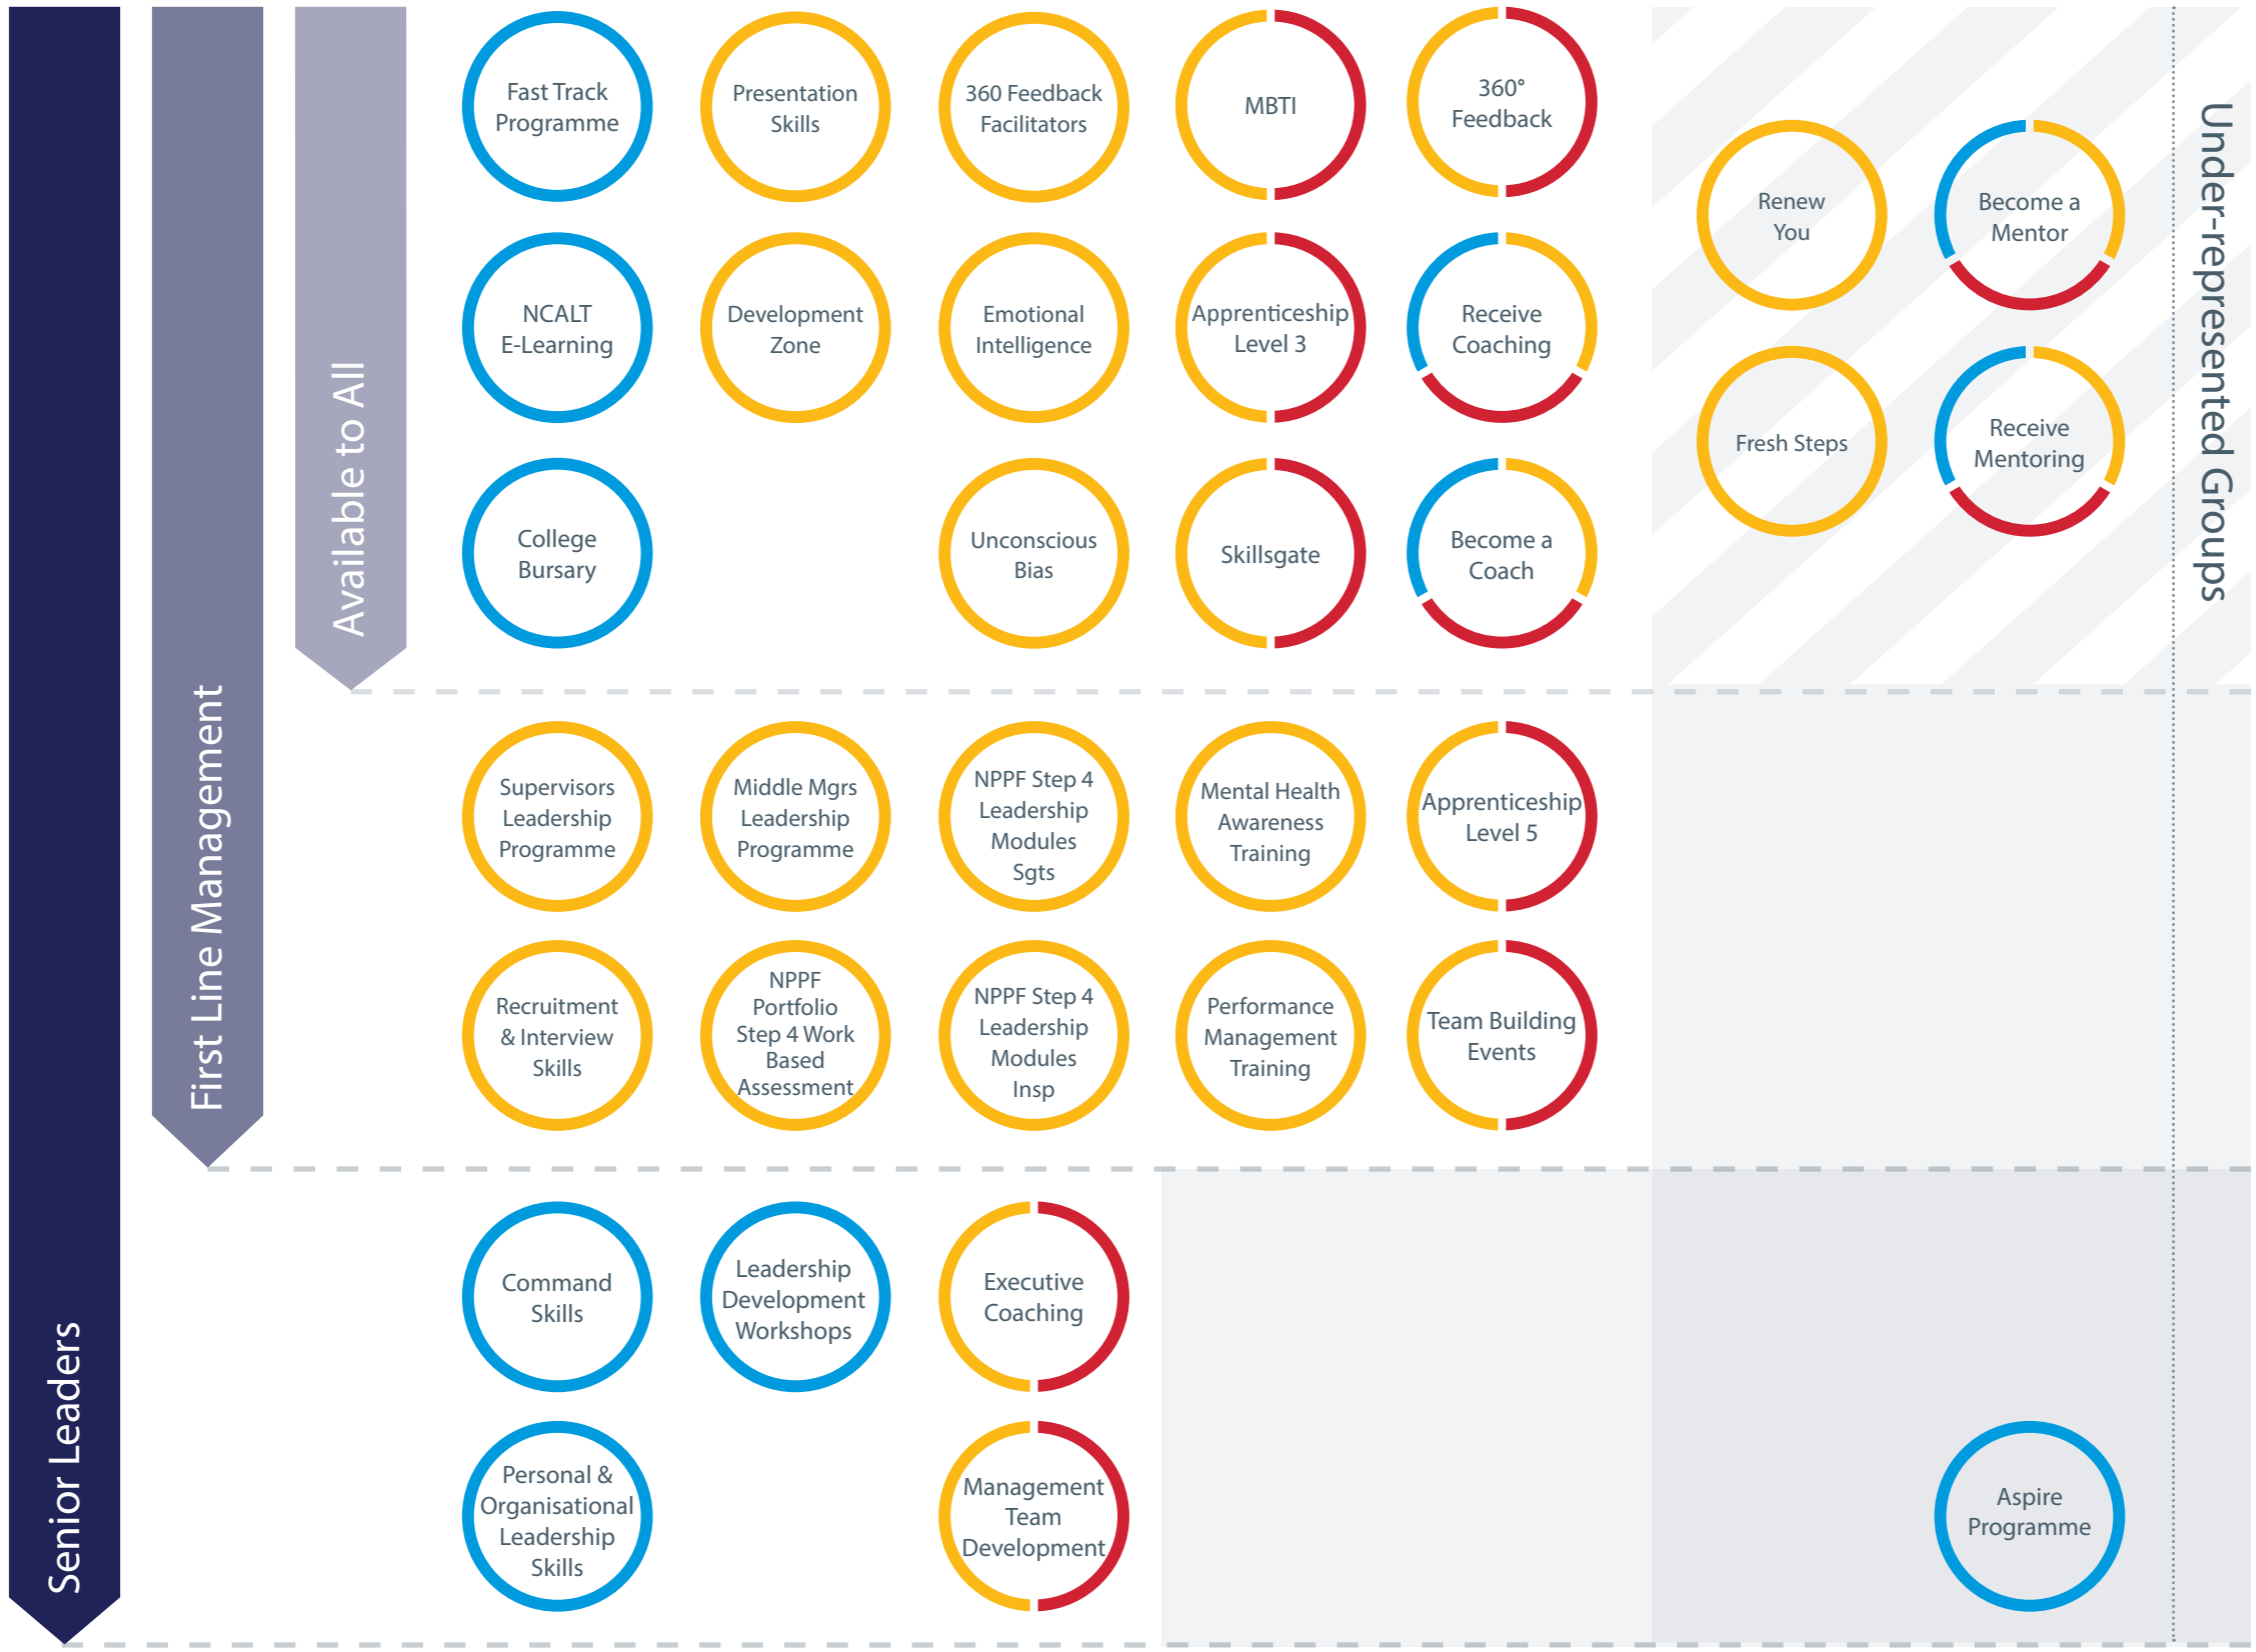 Available to All
Fast Track
Programme
Presentation
Skills
360 Feedback
Facilitators
MBTI
360°
Feedback
NCALT
E-Learning
Development
Zone
Emotional
Intelligence
Apprenticeship
Level 3
Receive
Coaching
College
Bursary
Unconscious
Bias
Skillsgate
Become a
Coach
Renew
You
Become a
Mentor
Fresh Steps
Receive
Mentoring
Under-represented Groups
First Line Management
Supervisors
Leadership
Programme
Middle Mgrs
Leadership
Programme
NPPF Step 4
Leadership
Modules
Sgts
Mental Health
Awareness
Training
Apprenticeship
Level 5
Recruitment
& Interview
Skills
NPPF
Portfolio
Step 4 Work
Based
Assessment
NPPF Step 4
Leadership
Modules
Insp
Performance
Management
Training
Team Building
Events
Senior Leaders
Command
Skills
Leadership
Development
Workshops
Executive
Coaching
Personal &
Organisational
Leadership
Skills
Management
Team
Development
Aspire
Programme